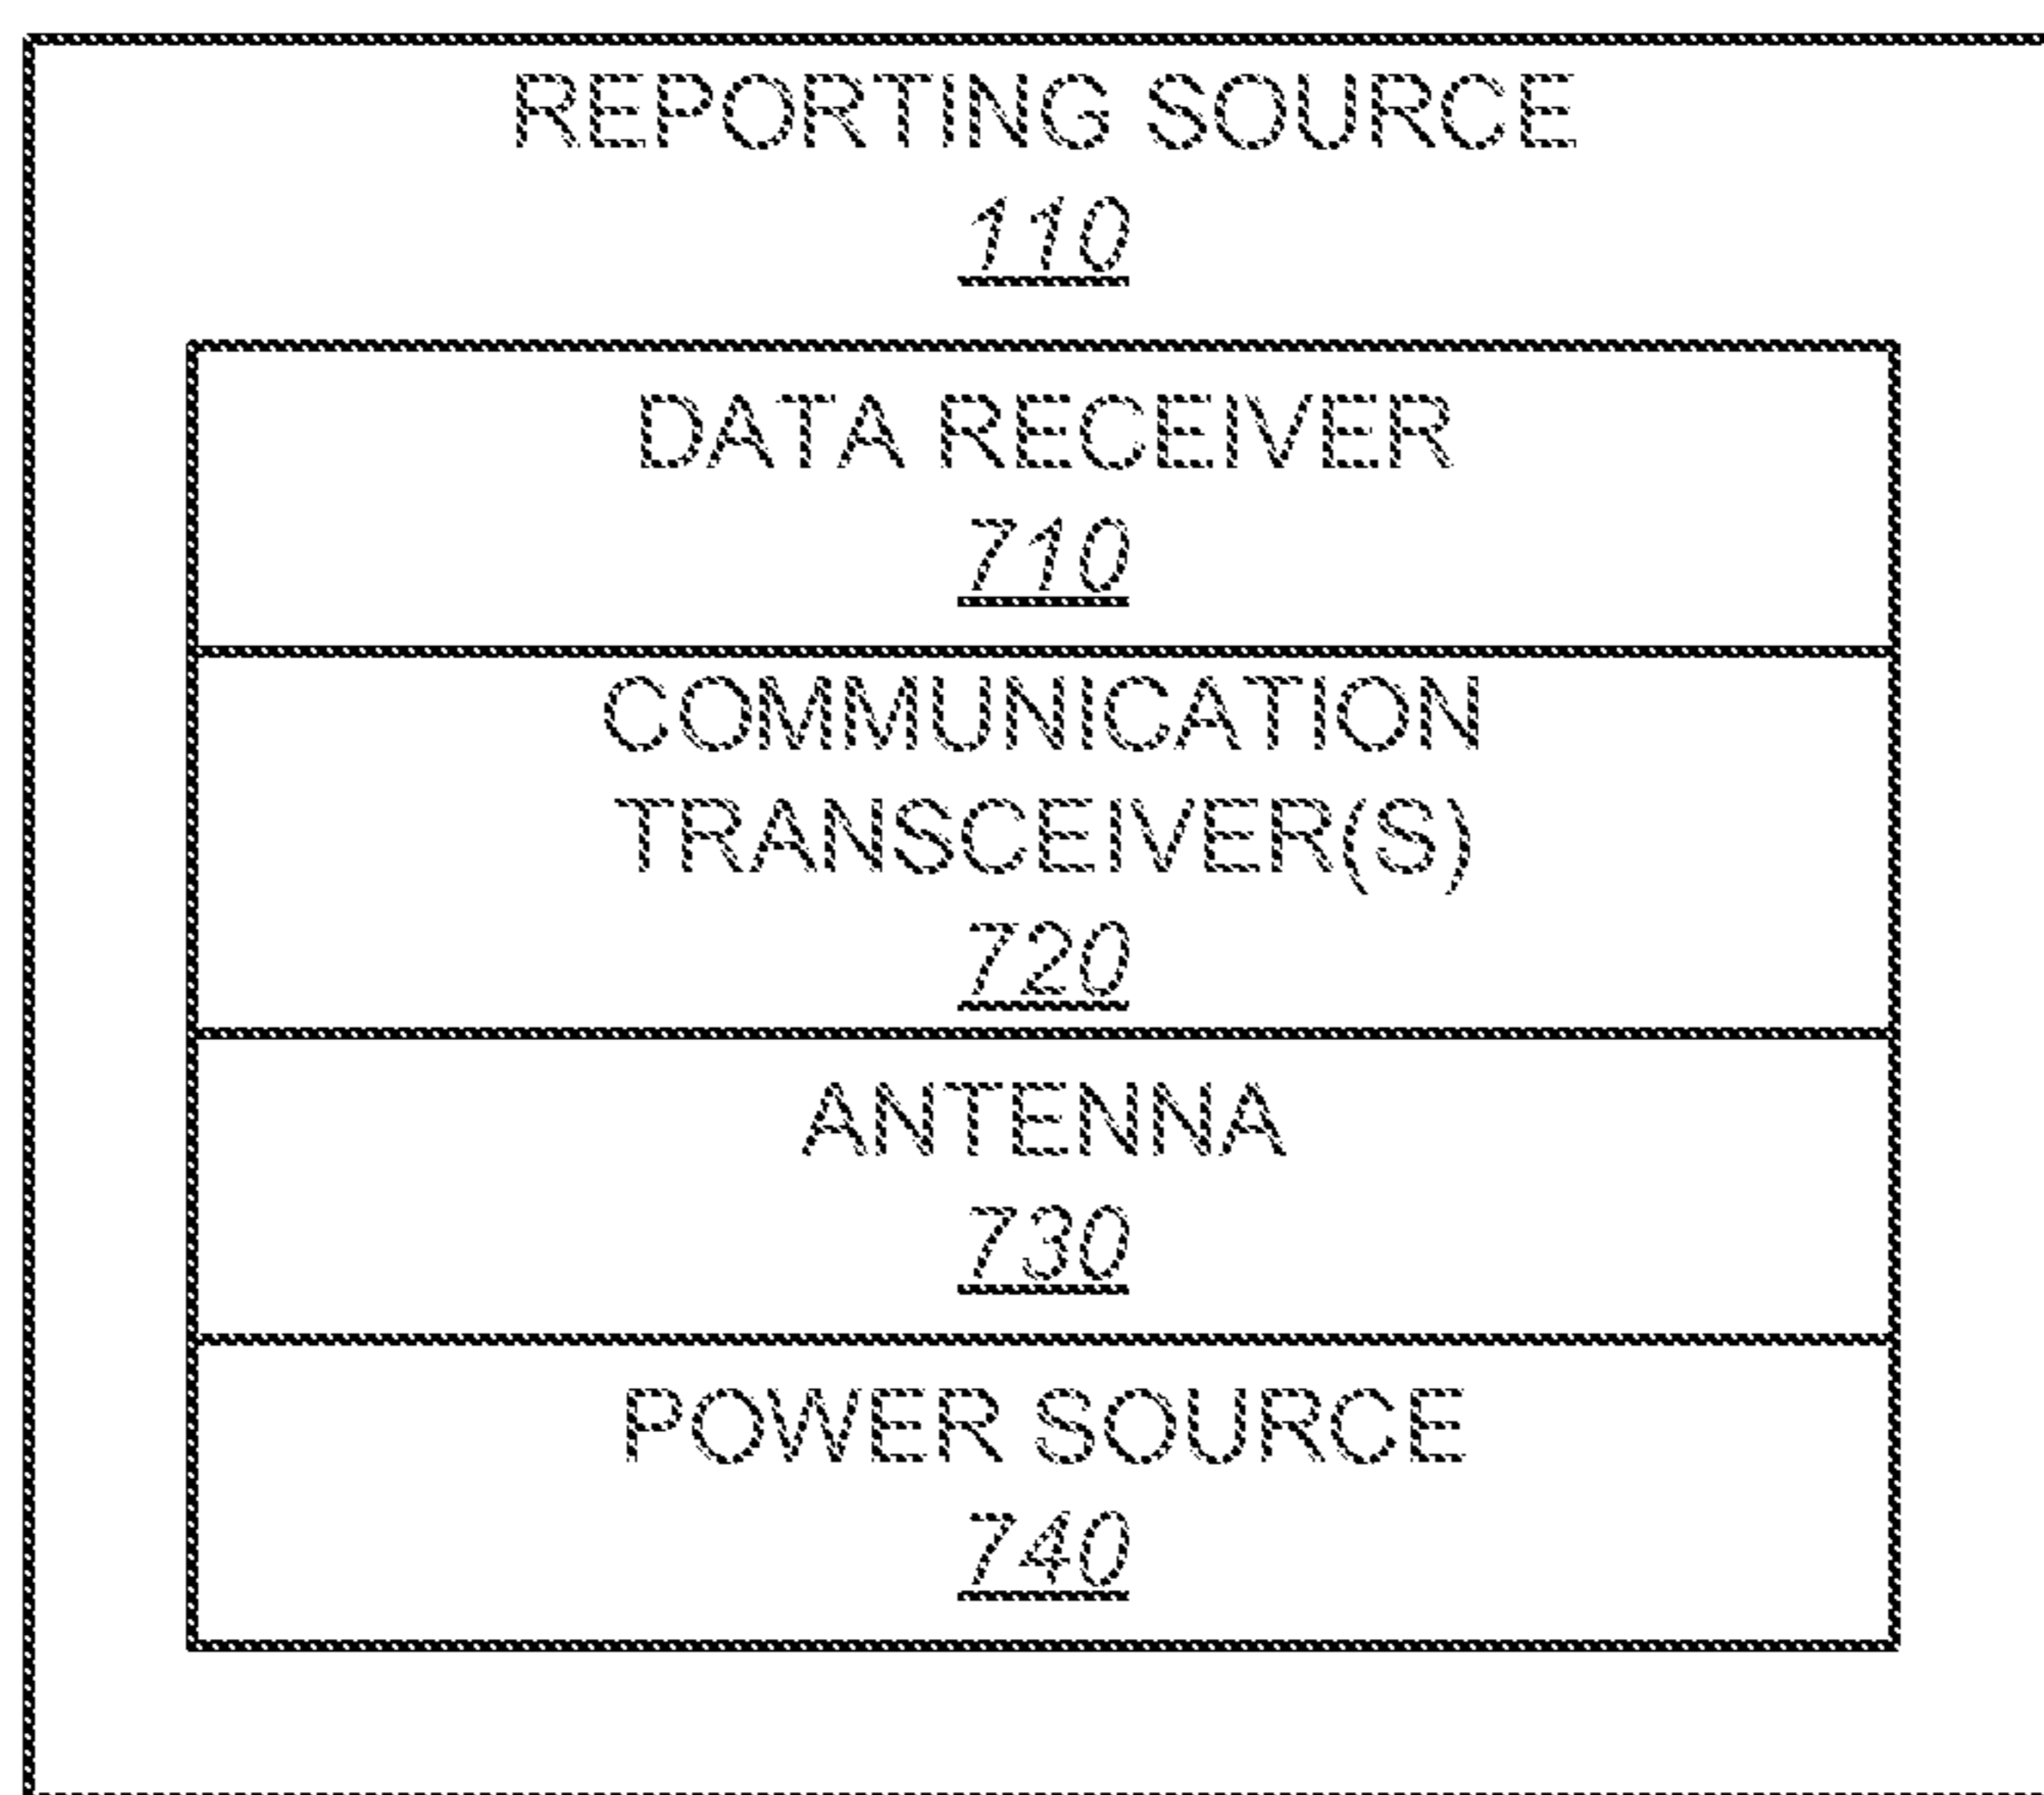 REPORTING SOURCE
110
DATA RECEIVER
710
COMMUNICATION
TRANSCEIVER(S)
720
ANTENNA
730
POWER SOURCE
740